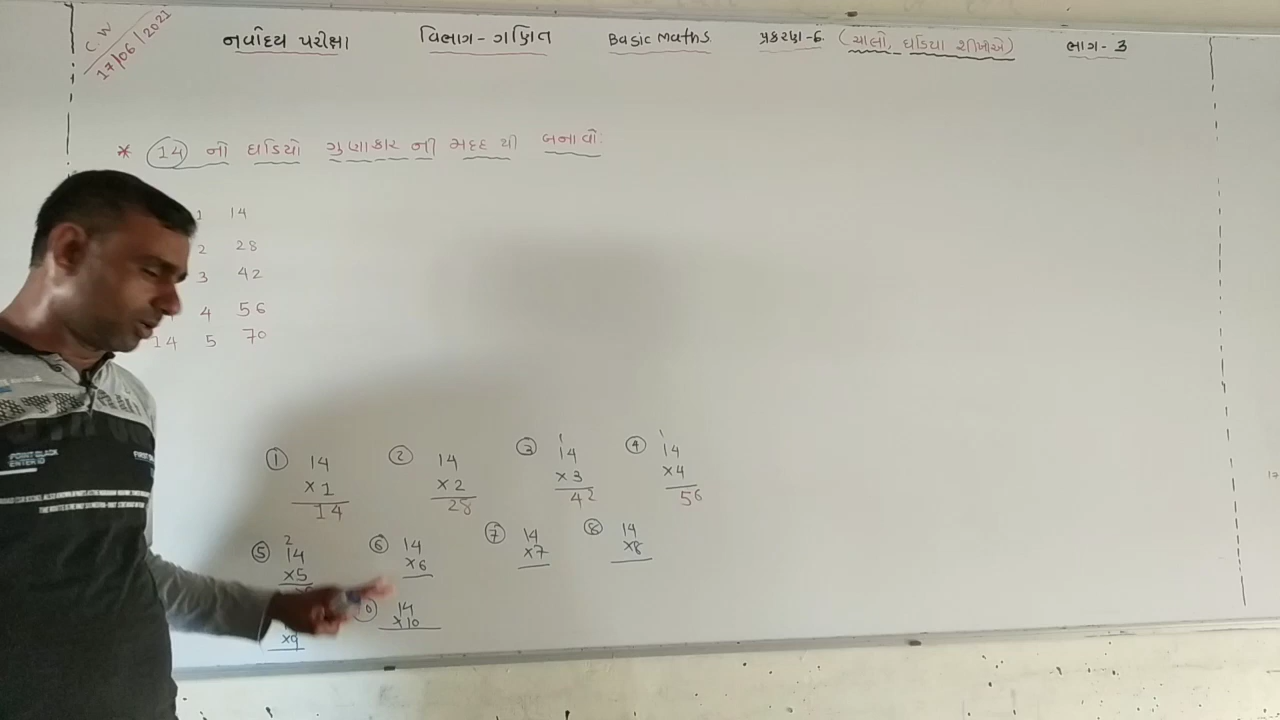 C.W
17/06/2021
નવોદય પરીક્ષા વિભાગ - ગણિત Basic Maths પ્રકરણ-6 (ચાલો, ઘડિયા શીખીએ) ભાગ - 3
* 14 નો ઘડિયો ગુણાકાર ની મદદ થી બનાવો:
1 14
2 28
3 42
4 56
14 5 70
① 14 ② 14 ③ 14 ④ 14
×1 ×2 ×3 ×4
14 28 42 56
⑤ 14 ⑥ 14 ⑦ 14 ⑧ 14
×5 ×6 ×7 ×8
14
×9 ×10